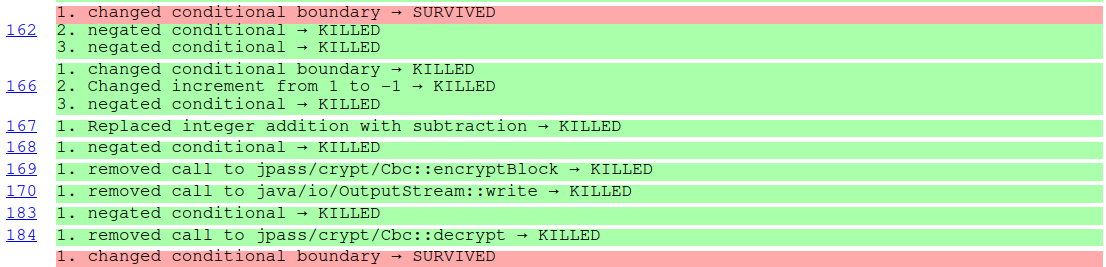 1. changed conditional boundary → SURVIVED
162 2. negated conditional → KILLED
3. negated conditional → KILLED
1. changed conditional boundary → KILLED
166 2. Changed increment from 1 to -1 → KILLED
3. negated conditional → KILLED
167 1. Replaced integer addition with subtraction → KILLED
168 1. negated conditional → KILLED
169 1. removed call to jpass/crypt/Cbc::encryptBlock → KILLED
170 1. removed call to java/io/OutputStream::write → KILLED
183 1. negated conditional → KILLED
184 1. removed call to jpass/crypt/Cbc::decrypt → KILLED
1. changed conditional boundary → SURVIVED